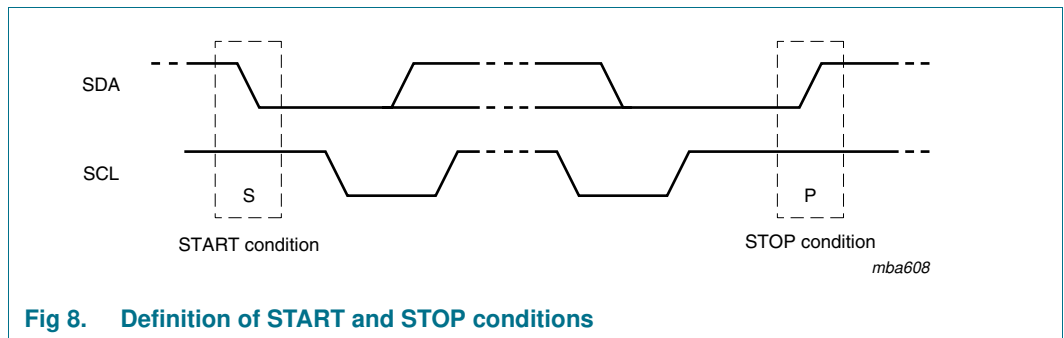 SDA
SCL
S
P
START condition
STOP condition
mba608
Fig 8. Definition of START and STOP conditions